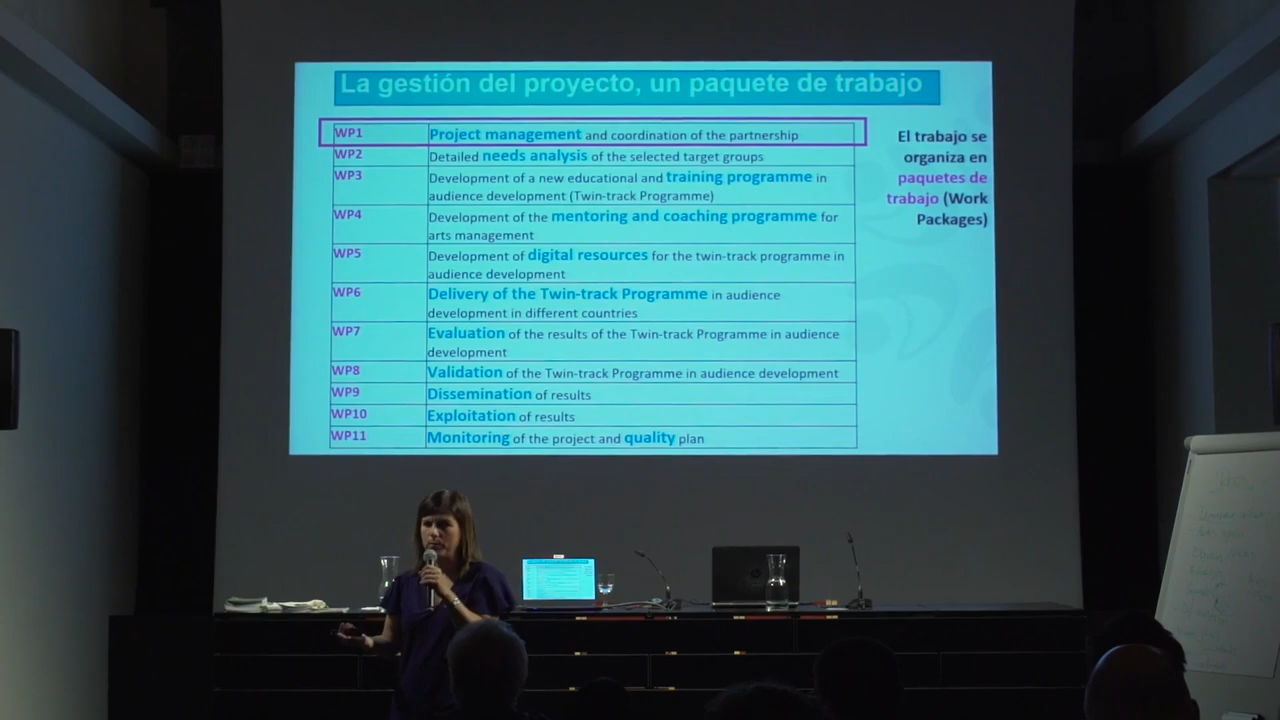 La gestión del proyecto, un paquete de trabajo
WP1 Project management and coordination of the partnership
WP2 Detailed needs analysis of the selected target groups
WP3 Development of a new educational and training programme in
audience development (Twin-track Programme)
WP4 Development of the mentoring and coaching programme for
arts management
WP5 Development of digital resources for the twin-track programme in
audience development
WP6 Delivery of the Twin-track Programme in audience
development in different countries
WP7 Evaluation of the results of the Twin-track Programme in audience
development
WP8 Validation of the Twin-track Programme in audience development
WP9 Dissemination of results
WP10 Exploitation of results
WP11 Monitoring of the project and quality plan
El trabajo se
organiza en
paquetes de
trabajo (Work
Packages)